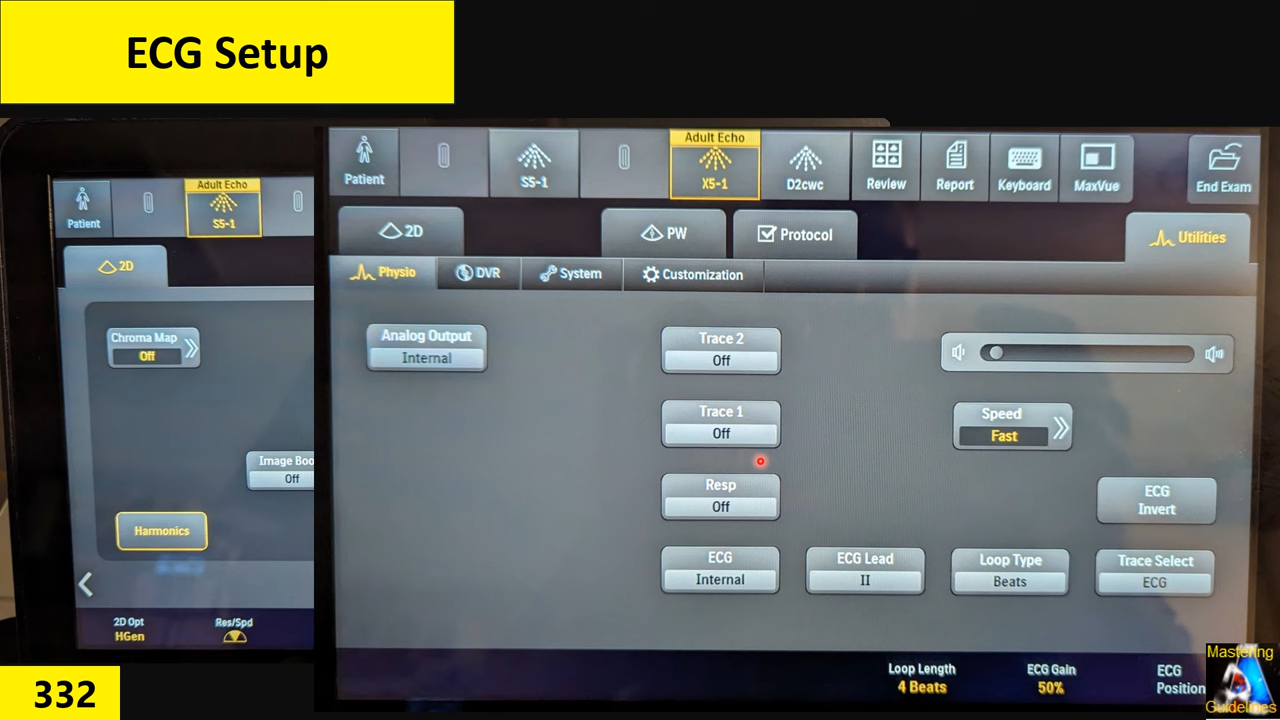 ECG Setup
Patient
Adult Echo
S5-1
2D
Chroma Map
Off
Image Boo
Off
Harmonics
2D Opt
HGen
Res/Spd
Patient
S5-1
Adult Echo
X5-1
D2cwc
Review
Report
Keyboard
MaxVue
End Exam
2D
PW
Protocol
Utilities
Physio
DVR
System
Customization
Analog Output
Internal
Trace 2
Off
Trace 1
Off
Speed
Fast
Resp
Off
ECG
Invert
ECG
Internal
ECG Lead
II
Loop Type
Beats
Trace Select
ECG
Loop Length
4 Beats
ECG Gain
50%
ECG
Position
332
Mastering
Guidelines